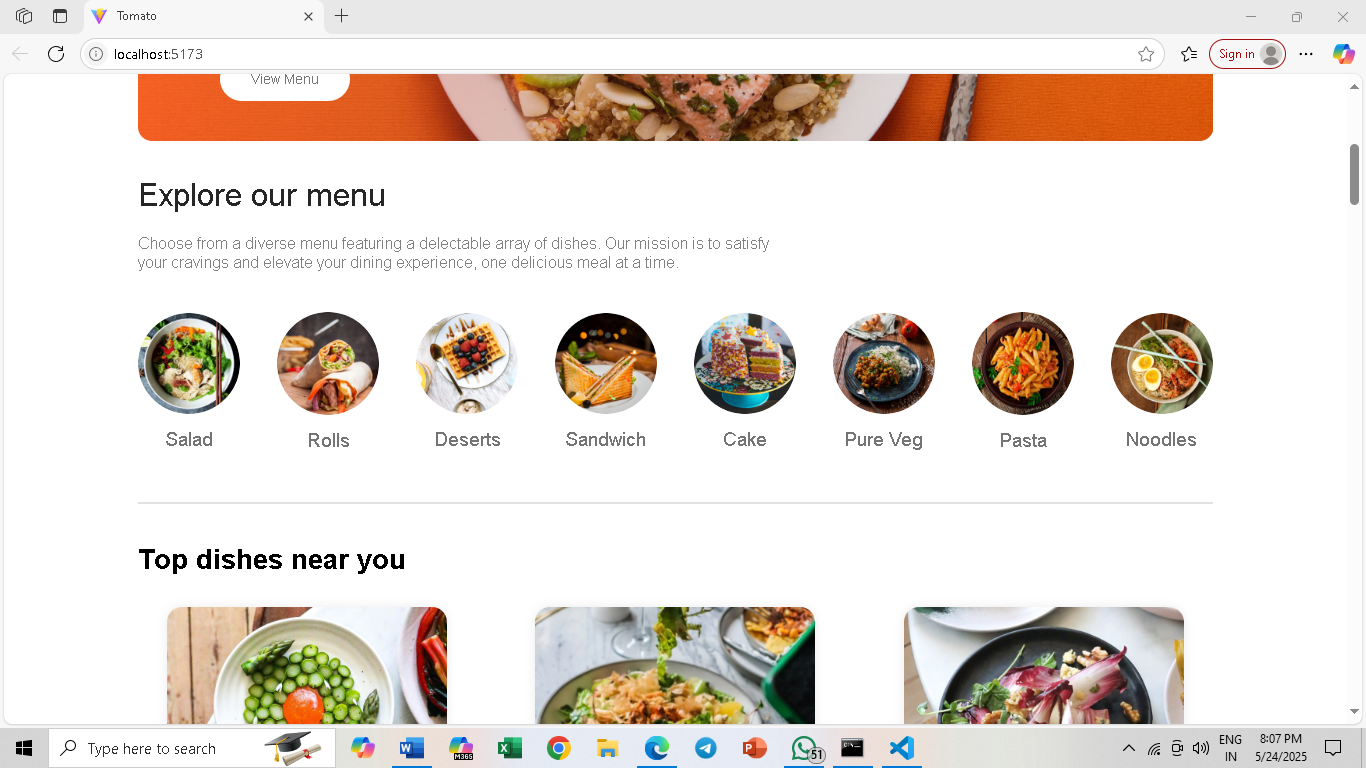 Tomato
localhost:5173
Sign in
View Menu
Explore our menu
Choose from a diverse menu featuring a delectable array of dishes. Our mission is to satisfy
your cravings and elevate your dining experience, one delicious meal at a time.
Salad
Rolls
Deserts
Sandwich
Cake
Pure Veg
Pasta
Noodles
Top dishes near you
Type here to search
M365
51
ENG
IN
8:07 PM
5/24/2025